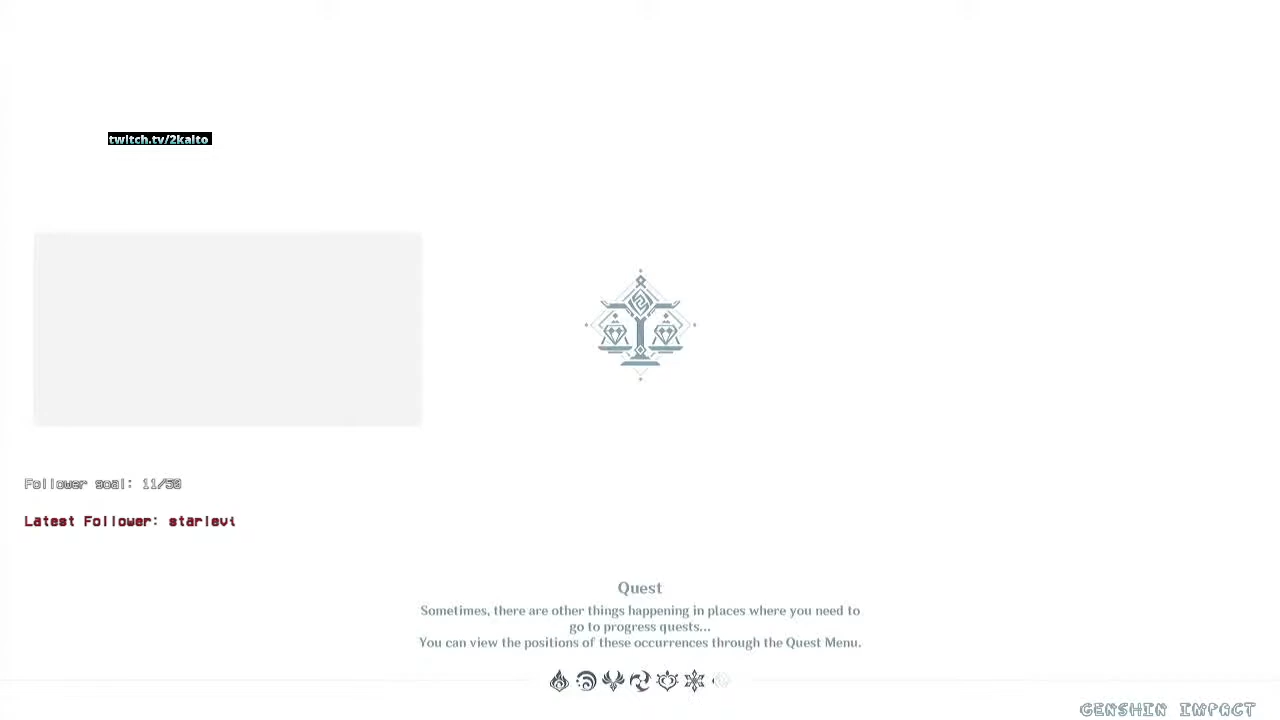 twitch.tv/2kaito
Follower goal: 11/50
Latest Follower: starlevi
Quest
Sometimes, there are other things happening in places where you need to
go to progress quests...
You can view the positions of these occurrences through the Quest Menu.
GENSHIN IMPACT